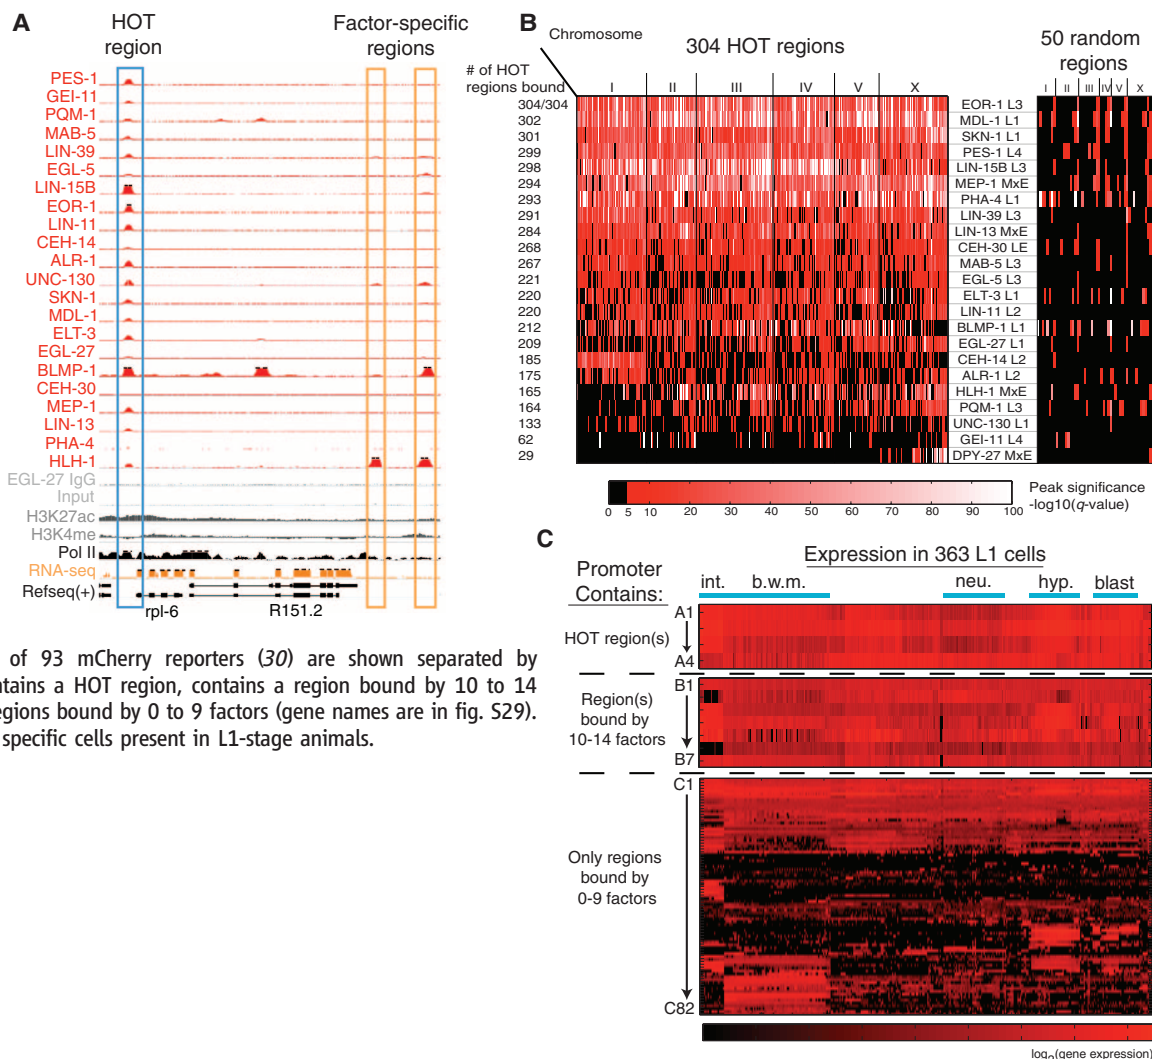 A
HOT
region
Factor-specific
regions
PES-1
GEI-11
PQM-1
MAB-5
LIN-39
EGL-5
LIN-15B
EOR-1
LIN-11
CEH-14
ALR-1
UNC-130
SKN-1
MDL-1
ELT-3
EGL-27
BLMP-1
CEH-30
MEP-1
LIN-13
PHA-4
HLH-1
EGL-27 IgG
Input
H3K27ac
H3K4me
Pol II
RNA-seq
Refseq(+)
rpl-6
R151.2
B
Chromosome
304 HOT regions
50 random
regions
# of HOT
regions bound
I II III IV V X
I II III IV V X
304/304 EOR-1 L3
302 MDL-1 L1
301 SKN-1 L1
299 PES-1 L4
298 LIN-15B L3
294 MEP-1 MxE
293 PHA-4 L1
291 LIN-39 L3
284 LIN-13 MxE
268 CEH-30 LE
267 MAB-5 L3
221 EGL-5 L3
220 ELT-3 L1
220 LIN-11 L2
212 BLMP-1 L1
209 EGL-27 L1
185 CEH-14 L2
175 ALR-1 L2
165 HLH-1 MxE
164 PQM-1 L3
133 UNC-130 L1
62 GEI-11 L4
29 DPY-27 MxE
0 5 10 20 30 40 50 60 70 80 90 100
Peak significance
-log10(q-value)
C
Expression in 363 L1 cells
Promoter
Contains:
int. b.w.m. neu. hyp. blast
A1
HOT region(s)
A4
B1
Region(s)
bound by
10-14 factors
B7
C1
Only regions
bound by
0-9 factors
C82
log2(gene expression)
of 93 mCherry reporters (30) are shown separated by
ntains a HOT region, contains a region bound by 10 to 14
egions bound by 0 to 9 factors (gene names are in fig. S29).
specific cells present in L1-stage animals.